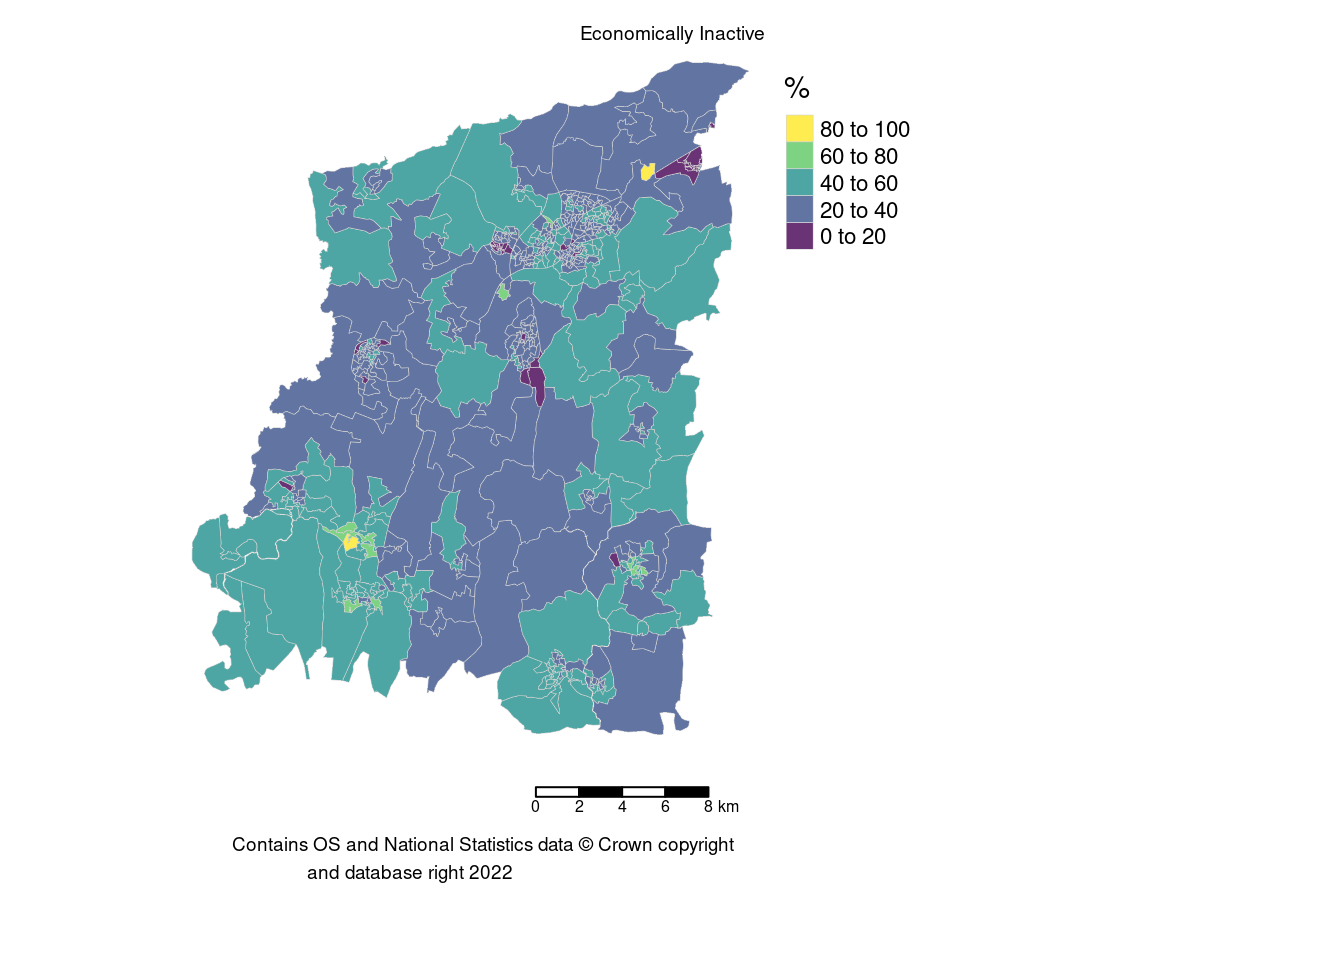 Economically Inactive
%
80 to 100
60 to 80
40 to 60
20 to 40
0 to 20
0 2 4 6 8 km
Contains OS and National Statistics data © Crown copyright
and database right 2022